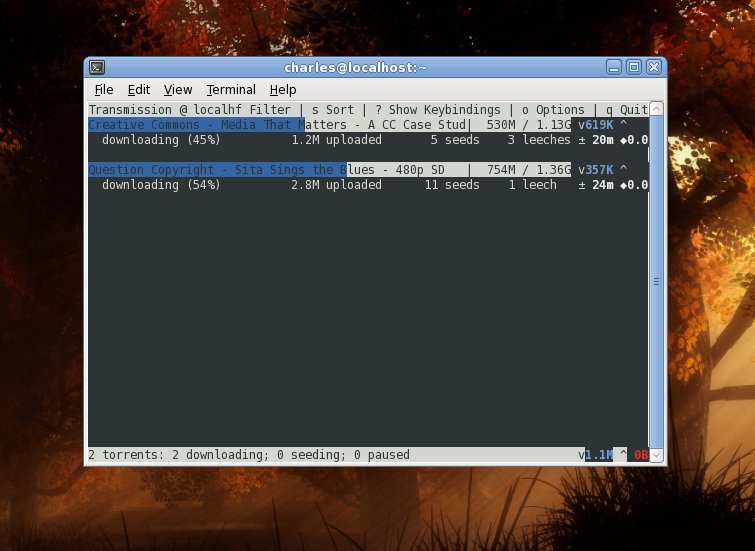 charles@localhost:~
File Edit View Terminal Help
Transmission @ localhf Filter | s Sort | ? Show Keybindings | o Options | q Quit
Creative Commons - Media That Matters - A CC Case Stud| 530M / 1.13G v619K ^
downloading (45%) 1.2M uploaded 5 seeds 3 leeches ± 20m ◆0.0
Question Copyright - Sita Sings the Blues - 480p SD | 754M / 1.36G v357K ^
downloading (54%) 2.8M uploaded 11 seeds 1 leech ± 24m ◆0.0
2 torrents: 2 downloading; 0 seeding; 0 paused v1.1M ^ 0B